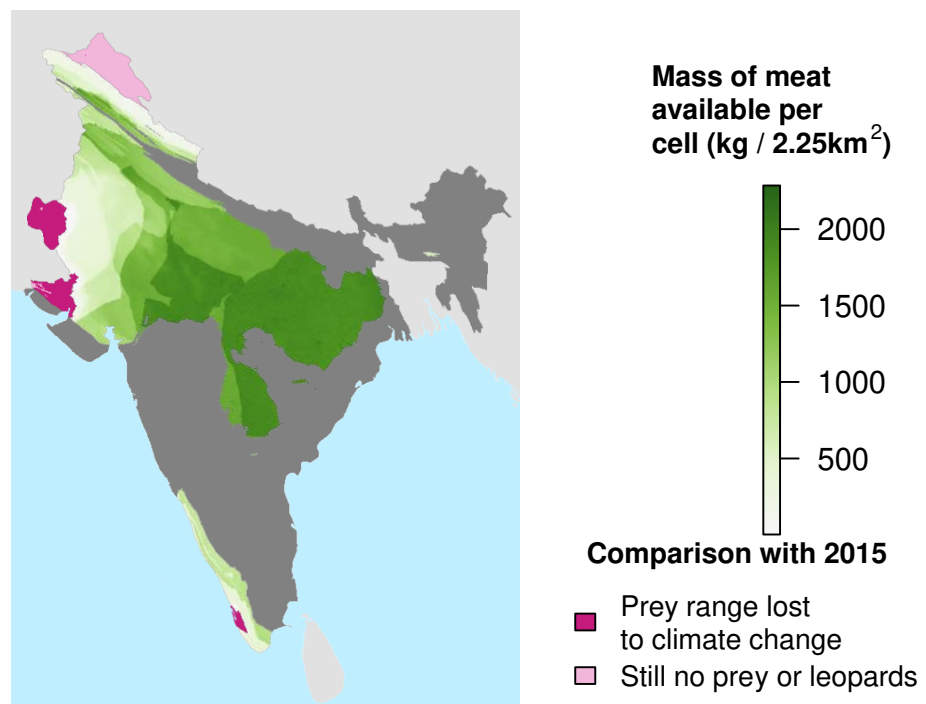 Mass of meat
available per
cell (kg / 2.25km²)
2000
1500
1000
500
Comparison with 2015
Prey range lost
to climate change
Still no prey or leopards